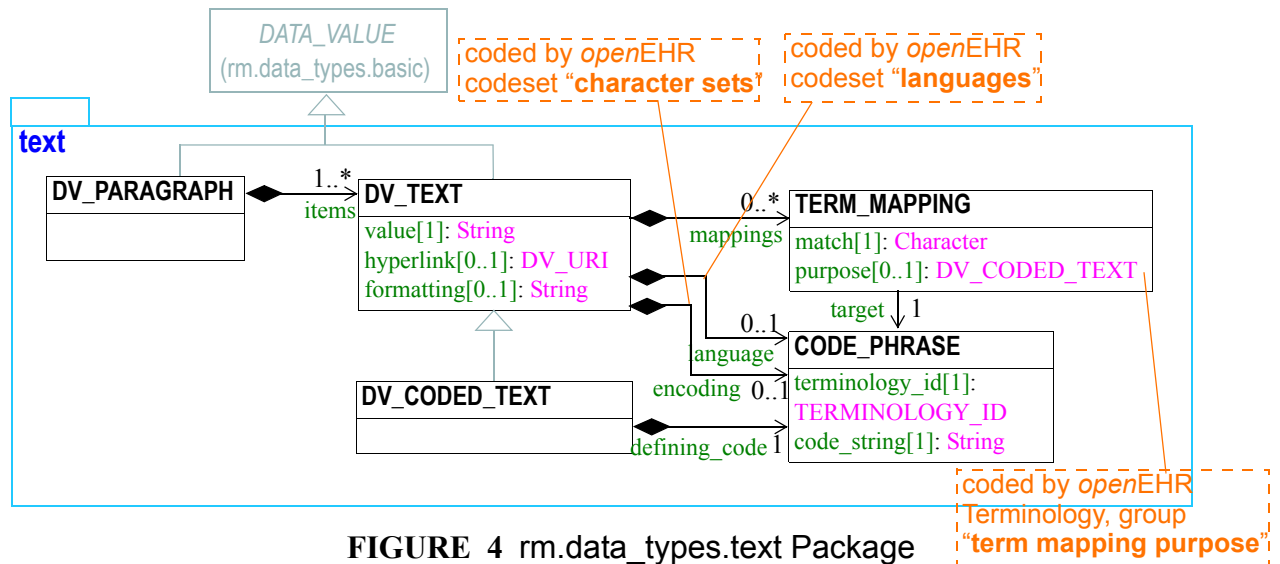 DATA_VALUE
(rm.data_types.basic)
coded by openEHR
codeset “character sets”
coded by openEHR
codeset “languages”
text
DV_PARAGRAPH
1..*
items
DV_TEXT
value[1]: String
hyperlink[0..1]: DV_URI
formatting[0..1]: String
0..*
mappings
TERM_MAPPING
match[1]: Character
purpose[0..1]: DV_CODED_TEXT
target
1
0..1
language
encoding
0..1
CODE_PHRASE
terminology_id[1]:
TERMINOLOGY_ID
code_string[1]: String
DV_CODED_TEXT
defining_code
1
coded by openEHR
Terminology, group
“term mapping purpose”
FIGURE 4 rm.data_types.text Package